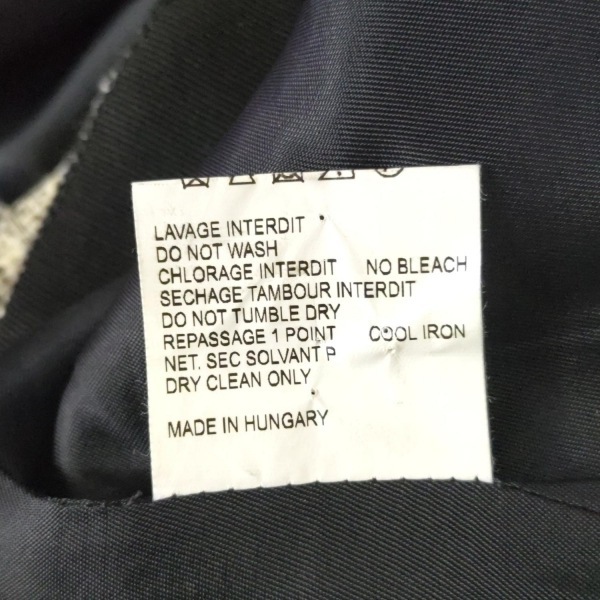 LAVAGE INTERDIT
DO NOT WASH
CHLORAGE INTERDIT NO BLEACH
SECHAGE TAMBOUR INTERDIT
DO NOT TUMBLE DRY
REPASSAGE 1 POINT COOL IRON
NET. SEC SOLVANT P
DRY CLEAN ONLY
MADE IN HUNGARY